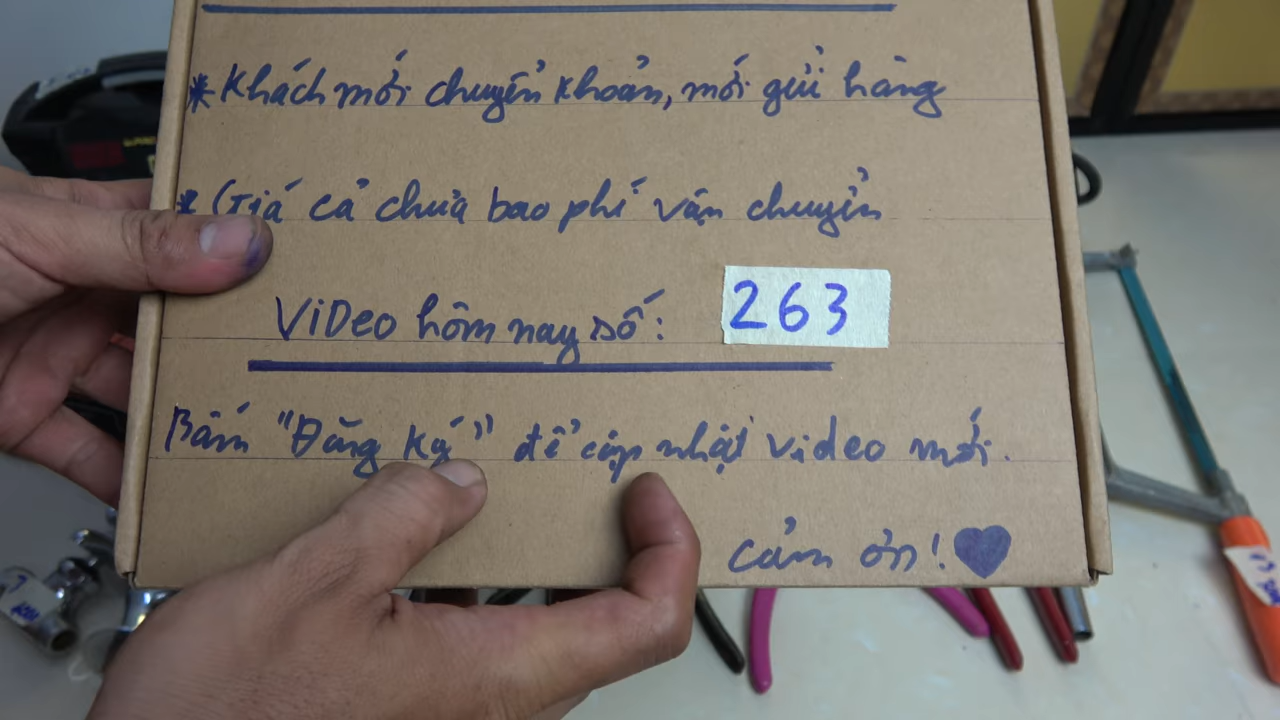 * Khách mới chuyển khoản, mới gửi hàng
* Giá cả chưa bao phí vận chuyển
Video hôm nay số: 263
Bấm "Đăng ký" để cập nhật video mới.
Cảm ơn!